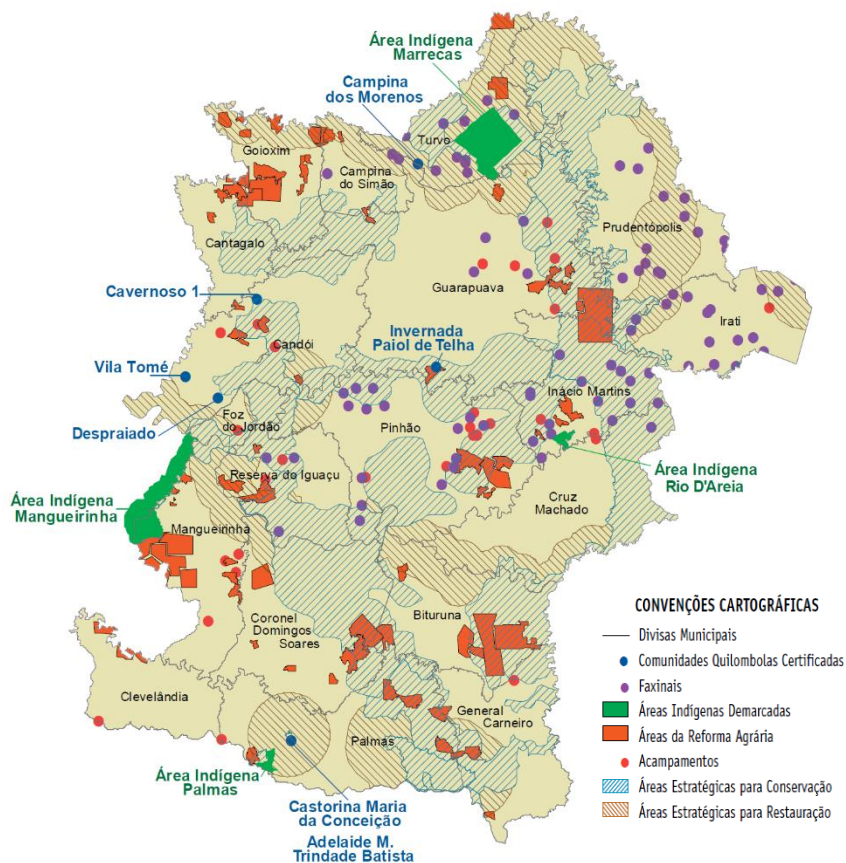 Área Indígena
Marrecas
Campina
dos Morenos
Turvo
Goioxim
Campina
do Simão
Prudentópolis
Cantagalo
Guarapuava
Cavernoso 1
Irati
Invernada
Paiol de Telha
Candói
Vila Tomé
Inácio Martins
Foz
do Jordão
Pinhão
Despraiado
Reserva do Iguaçu
Área Indígena
Rio D'Areia
Área Indígena
Mangueirinha
Cruz
Machado
Mangueirinha
CONVENÇÕES CARTOGRÁFICAS
Divisas Municipais
Comunidades Quilombolas Certificadas
Faxinais
Áreas Indígenas Demarcadas
Áreas da Reforma Agrária
Acampamentos
Áreas Estratégicas para Conservação
Áreas Estratégicas para Restauração
Coronel
Domingos
Soares
Bituruna
Clevelândia
General
Carneiro
Palmas
Área Indígena
Palmas
Castorina Maria
da Conceição
Adelaide M.
Trindade Batista